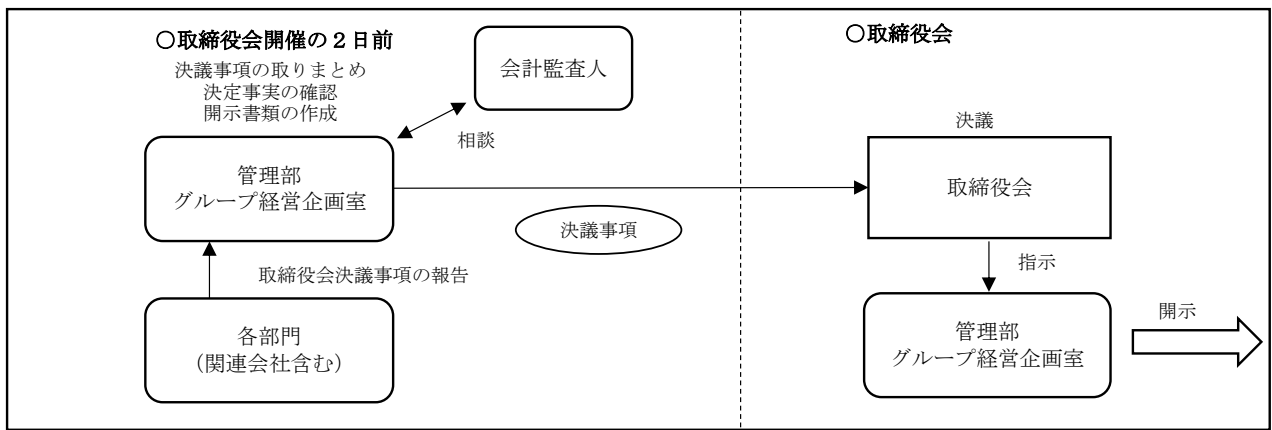 ○取締役会開催の２日前
決議事項の取りまとめ
決定事実の確認
開示書類の作成
会計監査人
相談
管理部
グループ経営企画室
決議事項
取締役会決議事項の報告
各部門
(関連会社含む)
○取締役会
決議
取締役会
指示
管理部
グループ経営企画室
開示